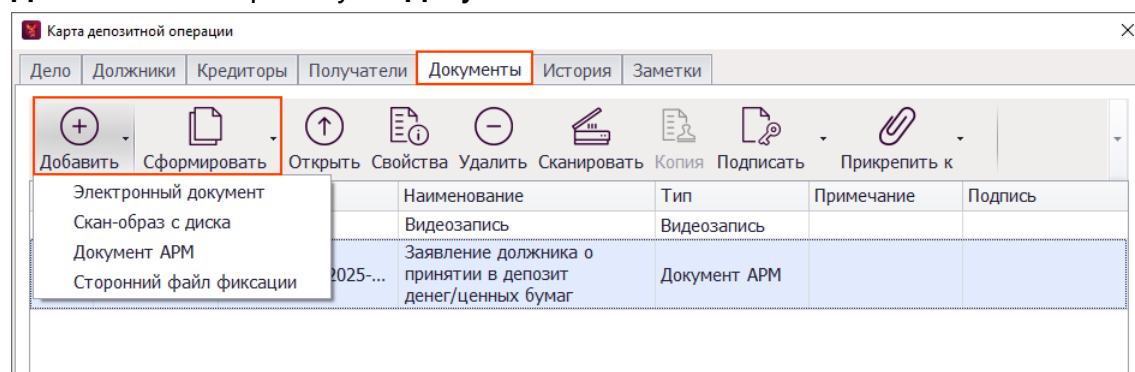 Карта депозитной операции
Дело Должники Кредиторы Получатели Документы История Заметки
Добавить Сформировать Открыть Свойства Удалить Сканировать Копия Подписать Прикрепить к
Наименование Тип Примечание Подпись
Электронный документ
Скан-образ с диска
Документ АРМ
Сторонний файл фиксации
Видеозапись Видеозапись
2025-... Заявление должника о
принятии в депозит Документ АРМ
денег/ценных бумаг